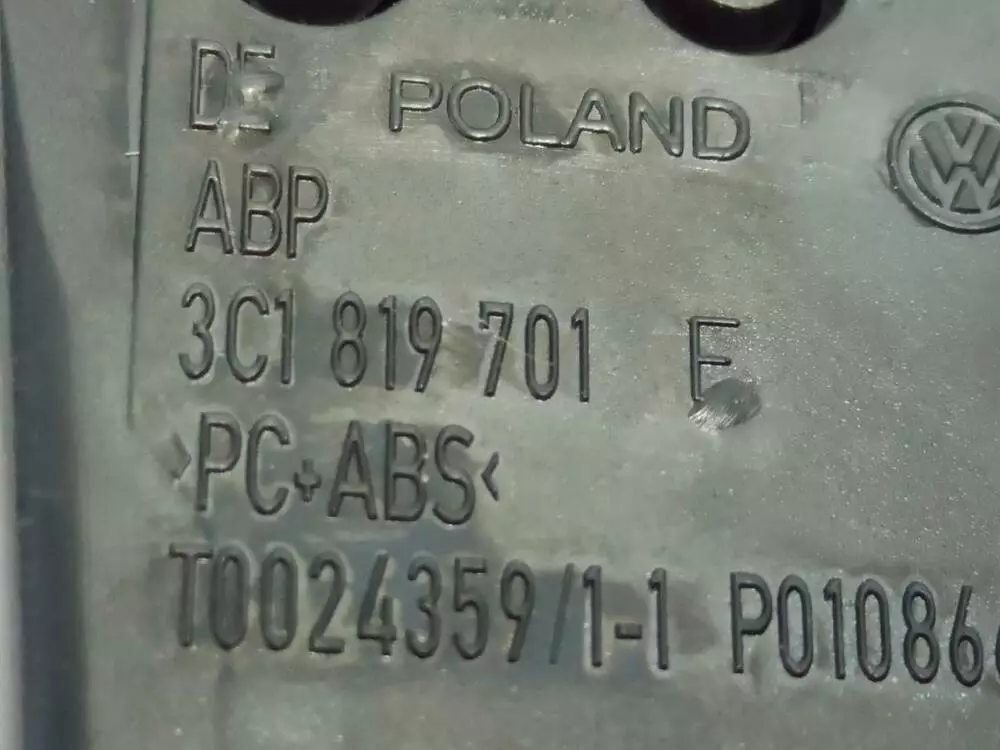 DE POLAND
ABP
3C1 819 701
>PC+ABS<
T0024359/1-1 P01086